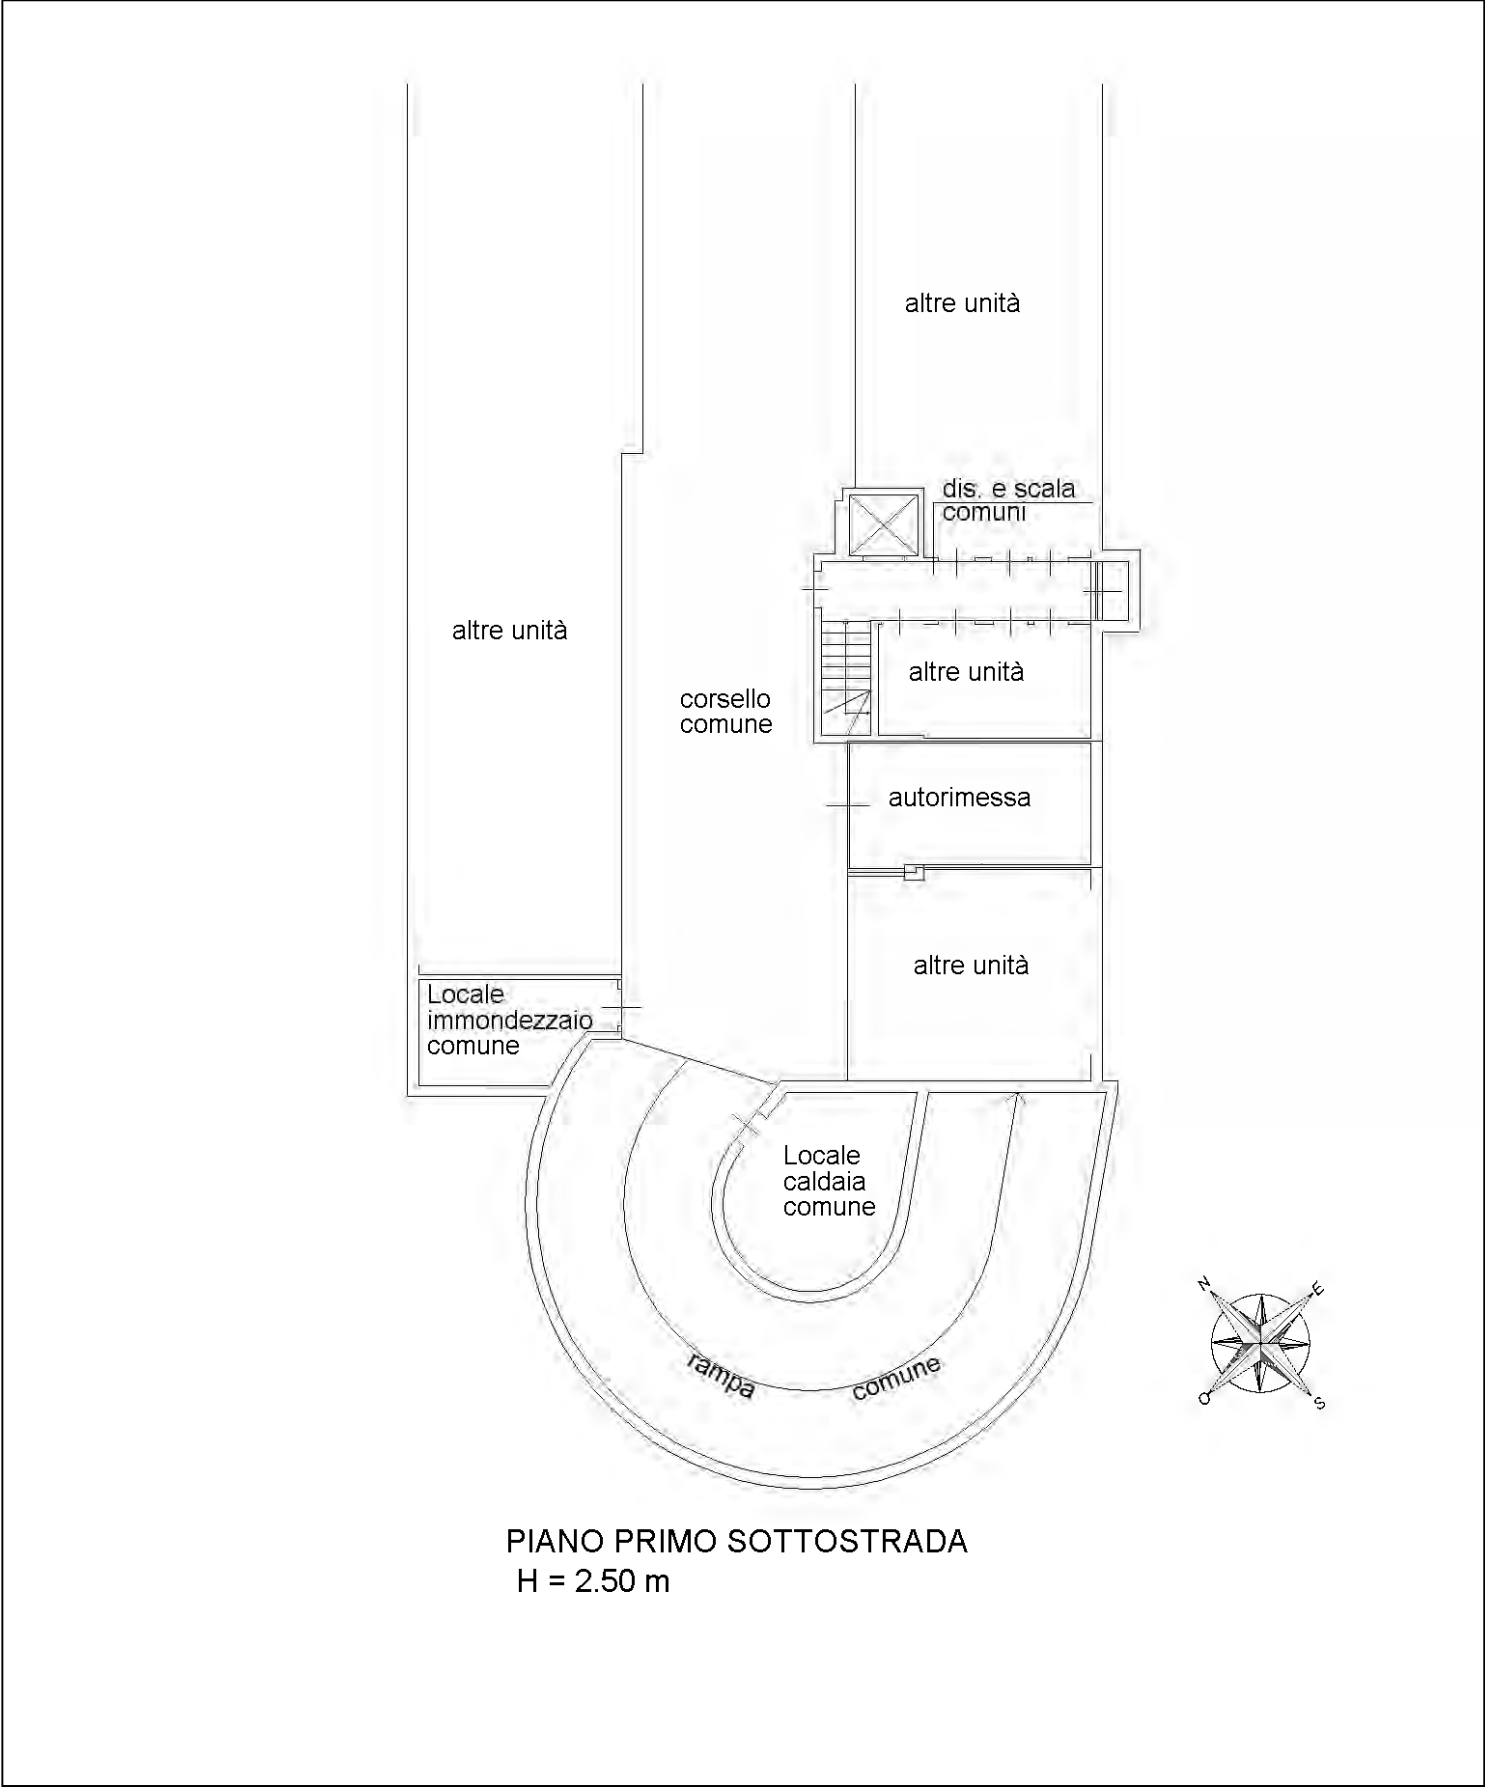 altre unità
dis. e scala
comuni
altre unità
altre unità
corsello
comune
autorimessa
altre unità
Locale
immondezzaio
comune
Locale
caldaia
comune
rampa comune
N
E
O
S
PIANO PRIMO SOTTOSTRADA
H = 2.50 m